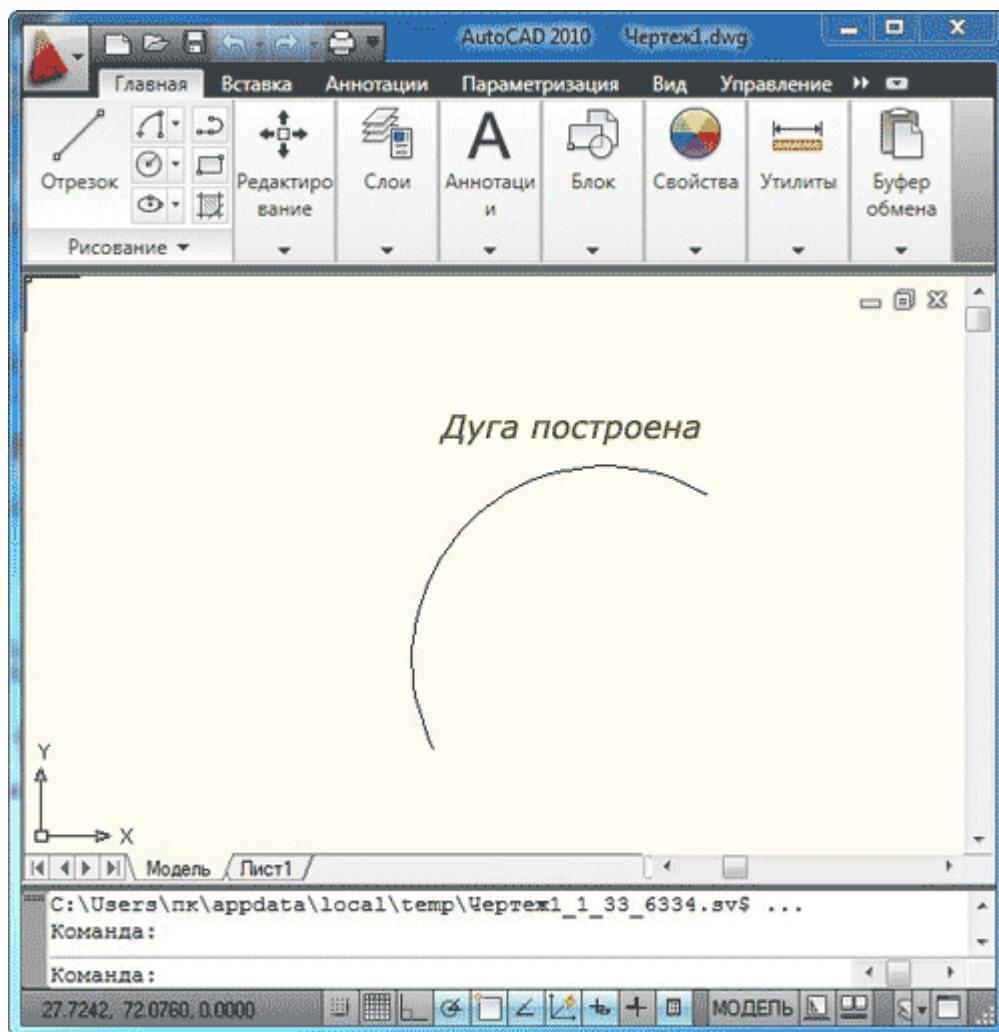 AutoCAD 2010 Чертеж1.dwg
Главная Вставка Аннотации Параметризация Вид Управление
Отрезок
Редактиро
вание
Слои
Аннотаци
и
Блок
Свойства
Утилиты
Буфер
обмена
Рисование
Дуга построена
Y
X
Модель Лист1
C:\Users\пк\appdata\local\temp\Чертеж1_1_33_6334.sv$ ...
Команда:
Команда:
27.7242, 72.0760, 0.0000 МОДЕЛЬ